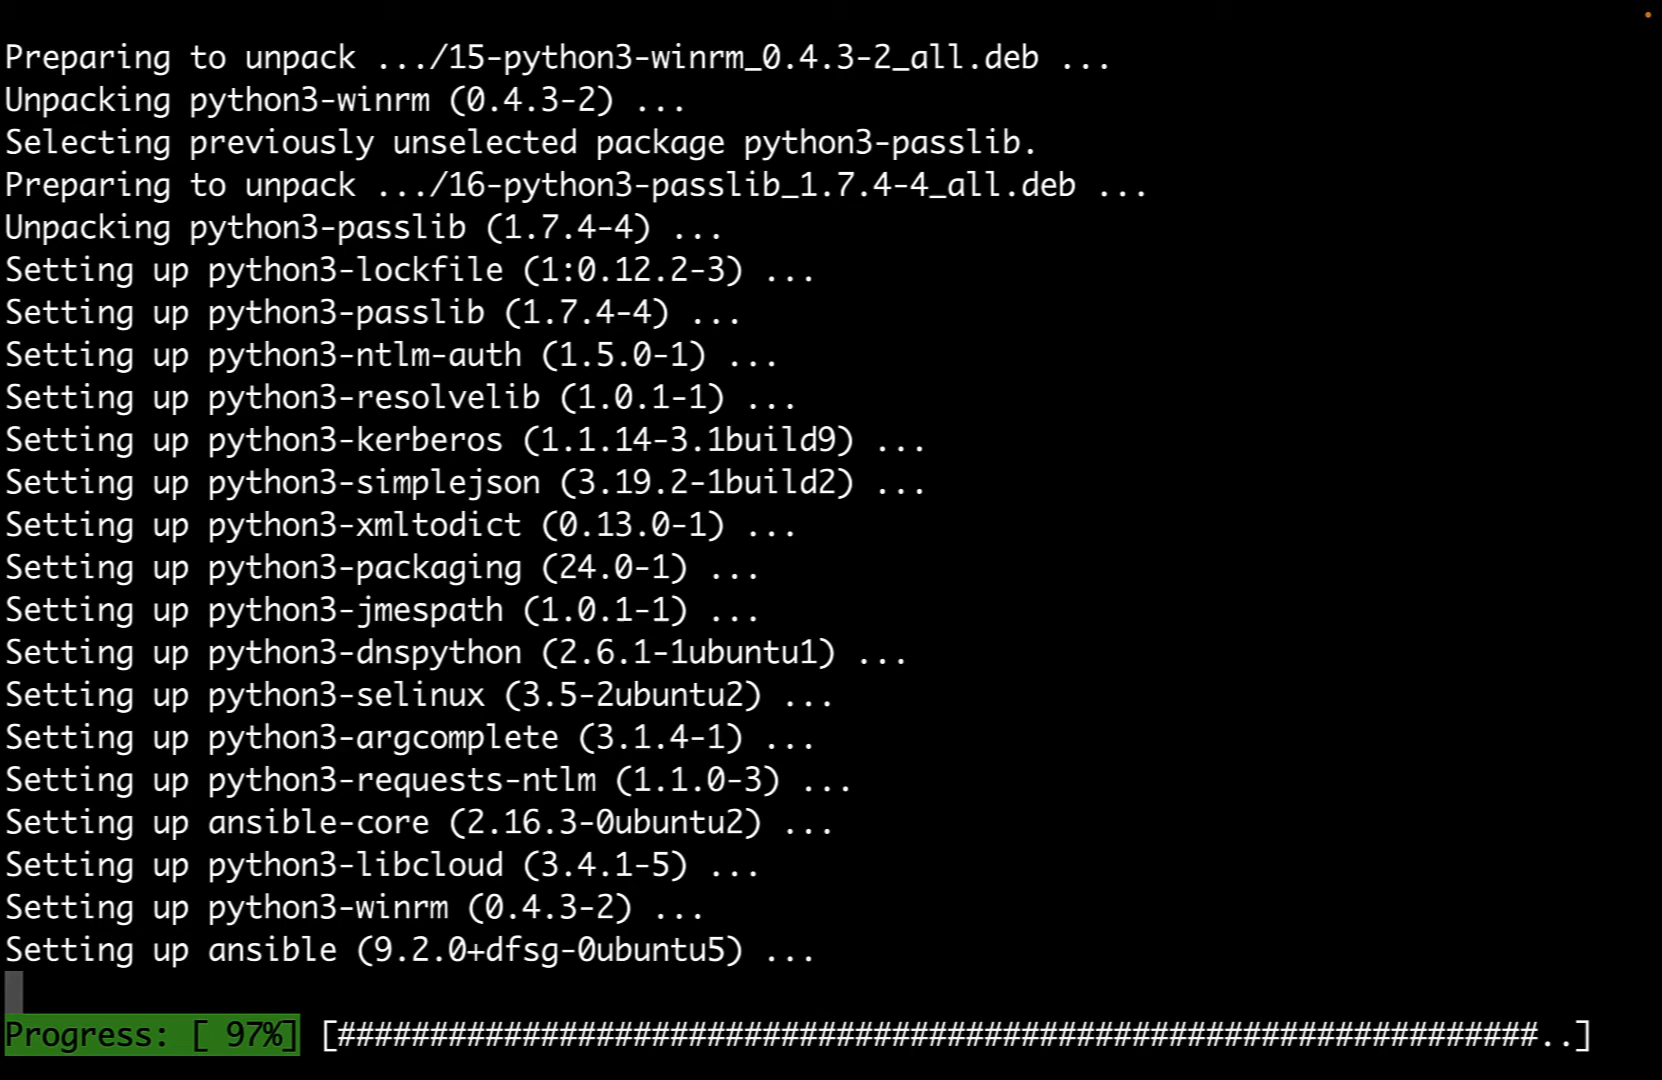 Preparing to unpack .../15-python3-winrm_0.4.3-2_all.deb ...
Unpacking python3-winrm (0.4.3-2) ...
Selecting previously unselected package python3-passlib.
Preparing to unpack .../16-python3-passlib_1.7.4-4_all.deb ...
Unpacking python3-passlib (1.7.4-4) ...
Setting up python3-lockfile (1:0.12.2-3) ...
Setting up python3-passlib (1.7.4-4) ...
Setting up python3-ntlm-auth (1.5.0-1) ...
Setting up python3-resolvelib (1.0.1-1) ...
Setting up python3-kerberos (1.1.14-3.1build9) ...
Setting up python3-simplejson (3.19.2-1build2) ...
Setting up python3-xmltodict (0.13.0-1) ...
Setting up python3-packaging (24.0-1) ...
Setting up python3-jmespath (1.0.1-1) ...
Setting up python3-dnspython (2.6.1-1ubuntu1) ...
Setting up python3-selinux (3.5-2ubuntu2) ...
Setting up python3-argcomplete (3.1.4-1) ...
Setting up python3-requests-ntlm (1.1.0-3) ...
Setting up ansible-core (2.16.3-0ubuntu2) ...
Setting up python3-libcloud (3.4.1-5) ...
Setting up python3-winrm (0.4.3-2) ...
Setting up ansible (9.2.0+dfsg-0ubuntu5) ...
Progress: [ 97%] [#################################################################..]